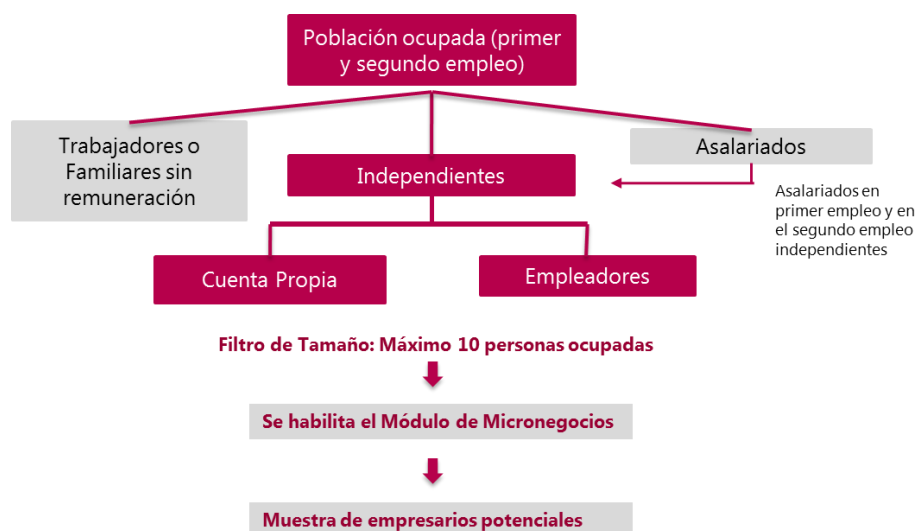 Población ocupada (primer
y segundo empleo)
Trabajadores o
Familiares sin
remuneración
Independientes
Asalariados
Asalariados en
primer empleo y en
el segundo empleo
independientes
Cuenta Propia
Empleadores
Filtro de Tamaño: Máximo 10 personas ocupadas
Se habilita el Módulo de Micronegocios
Muestra de empresarios potenciales